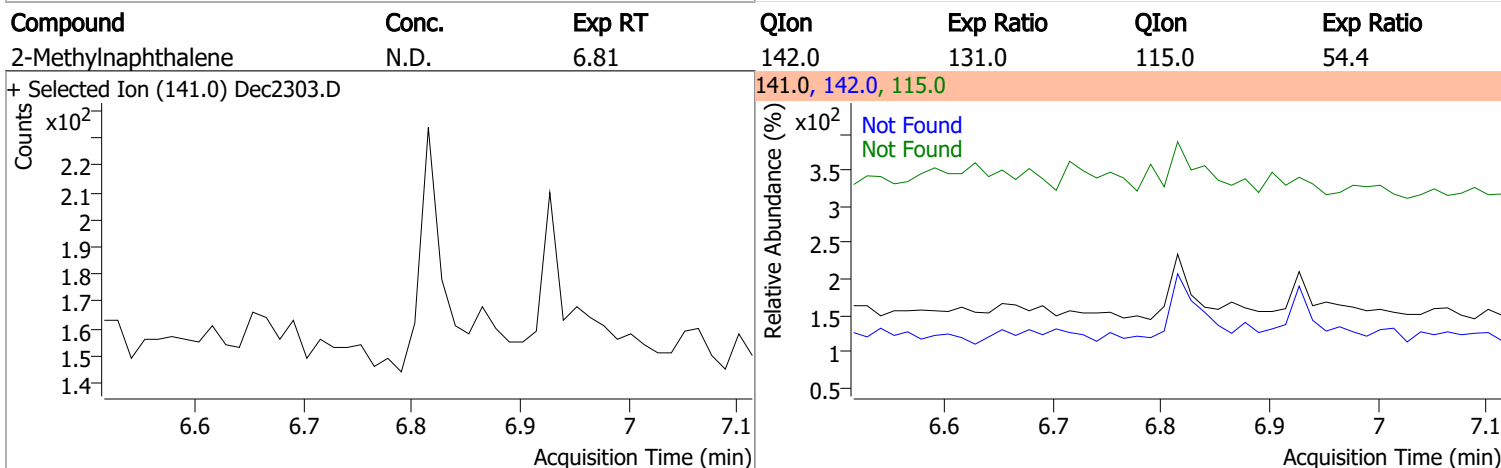 Compound Conc. Exp RT QIon Exp Ratio QIon Exp Ratio
2-Methylnaphthalene N.D. 6.81 142.0 131.0 115.0 54.4
+ Selected Ion (141.0) Dec2303.D
Counts
x10²
2.2
2.1
2
1.9
1.8
1.7
1.6
1.5
1.4
6.6 6.7 6.8 6.9 7 7.1
Acquisition Time (min)
141.0, 142.0, 115.0
Relative Abundance (%)
x10²
Not Found
Not Found
3.5
3
2.5
2
1.5
1
0.5
6.6 6.7 6.8 6.9 7 7.1
Acquisition Time (min)